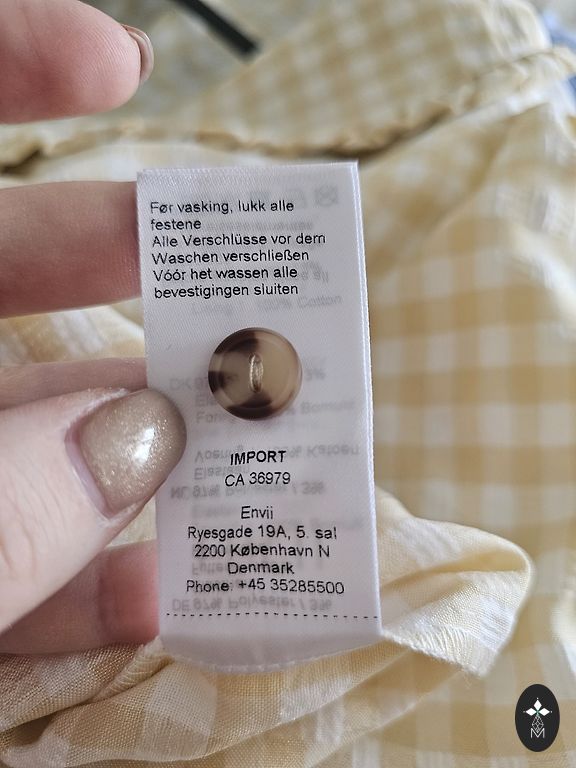 Før vasking, lukk alle
festene
Alle Verschlüsse vor dem
Waschen verschließen
Vóór het wassen alle
bevestigingen sluiten
IMPORT
CA 36979
Envii
Ryesgade 19A, 5. sal
2200 København N
Denmark
Phone: +45 35285500